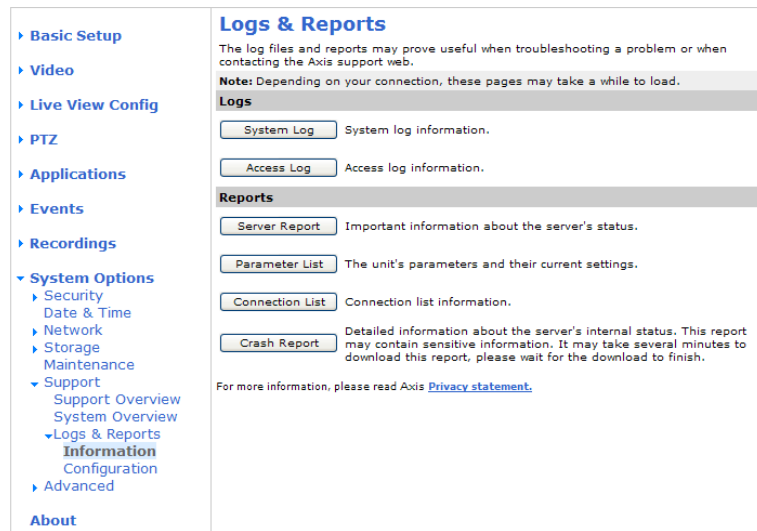 Basic Setup
Video
Live View Config
PTZ
Applications
Events
Recordings
System Options
Security
Date & Time
Network
Storage
Maintenance
Support
Support Overview
System Overview
Logs & Reports
Information
Configuration
Advanced
About
Logs & Reports
The log files and reports may prove useful when troubleshooting a problem or when
contacting the Axis support web.
Note: Depending on your connection, these pages may take a while to load.
Logs
System Log System log information.
Access Log Access log information.
Reports
Server Report Important information about the server's status.
Parameter List The unit's parameters and their current settings.
Connection List Connection list information.
Crash Report Detailed information about the server's internal status. This report
may contain sensitive information. It may take several minutes to
download this report, please wait for the download to finish.
For more information, please read Axis Privacy statement.